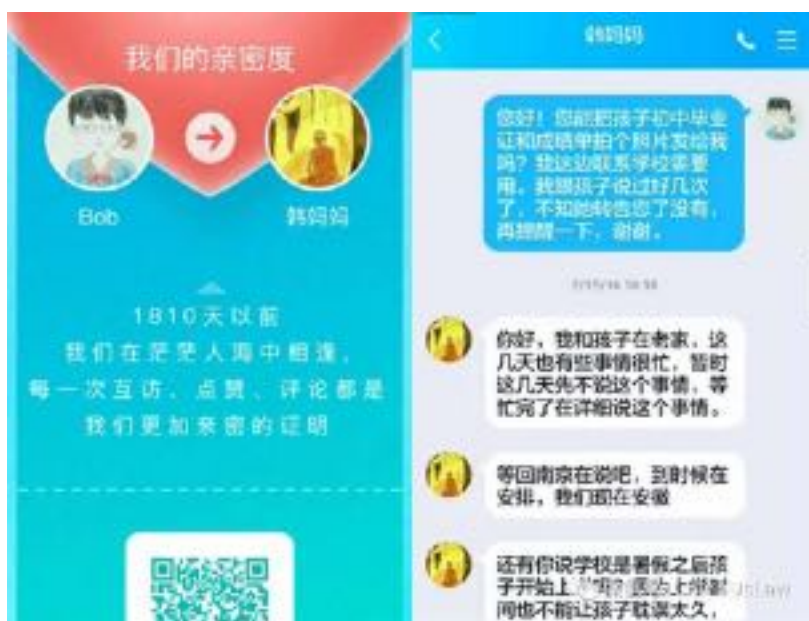 我们的亲密度
Bob
韩妈妈
1810天以前
我们在茫茫人海中相逢，
每一次互访、点赞、评论都是
我们更加亲密的证明
韩妈妈
您好！您能把孩子初中毕业
证和成绩单拍个照片发给我
吗？我这边联系学校需要
用。我跟孩子说过好几次
了，不知她转告您了没有，
再提醒一下，谢谢。
你好，我和孩子在老家，这
几天也有些事情很忙，暂时
这几天先不说这个事情，等
忙完了在详细说这个事情。
等回南京在说吧，到时候在
安排，我们现在安徽
还有你说学校是暑假之后孩
子开始上
间也不能让孩子耽误太久，